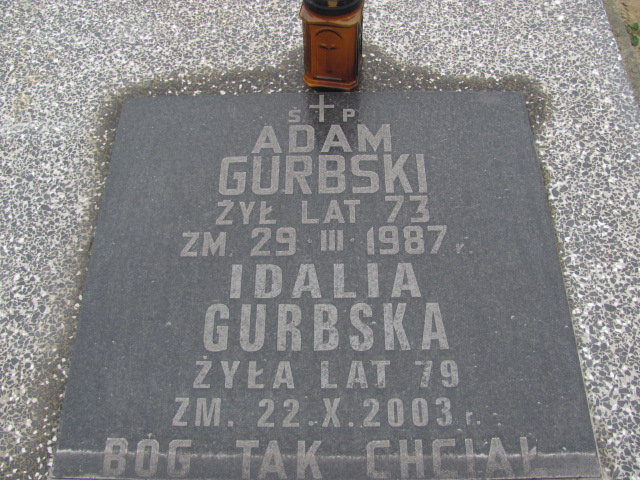 Ś † P
ADAM
GURBSKI
ŻYŁ LAT 73
ZM. 29 · III · 1987 r.
IDALIA
GURBSKA
ŻYŁA LAT 79
ZM. 22.X.2003 r.
BÓG TAK CHCIAŁ